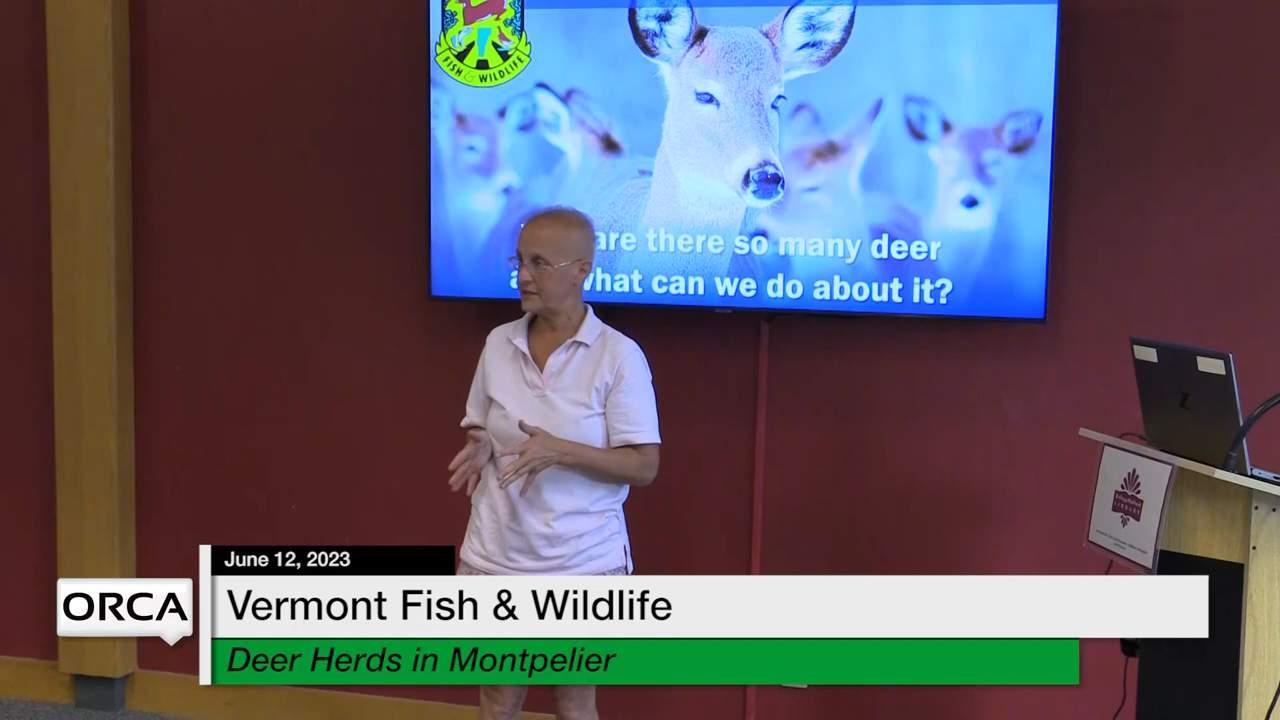 FISH & WILDLIFE
are there so many deer
what can we do about it?
LIBRARY
June 12, 2023
ORCA
Vermont Fish & Wildlife
Deer Herds in Montpelier